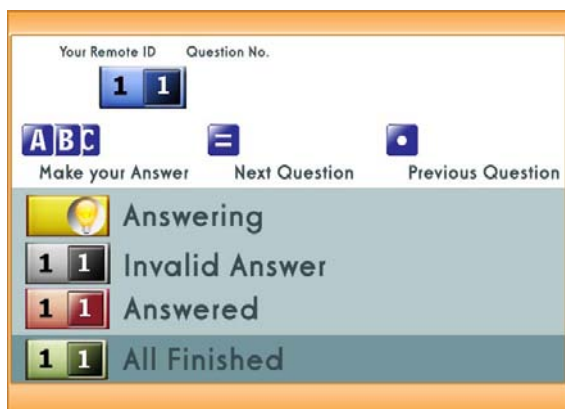 Your Remote ID Question No.
1 1
A B C = •
Make your Answer Next Question Previous Question
Answering
1 1 Invalid Answer
1 1 Answered
1 1 All Finished